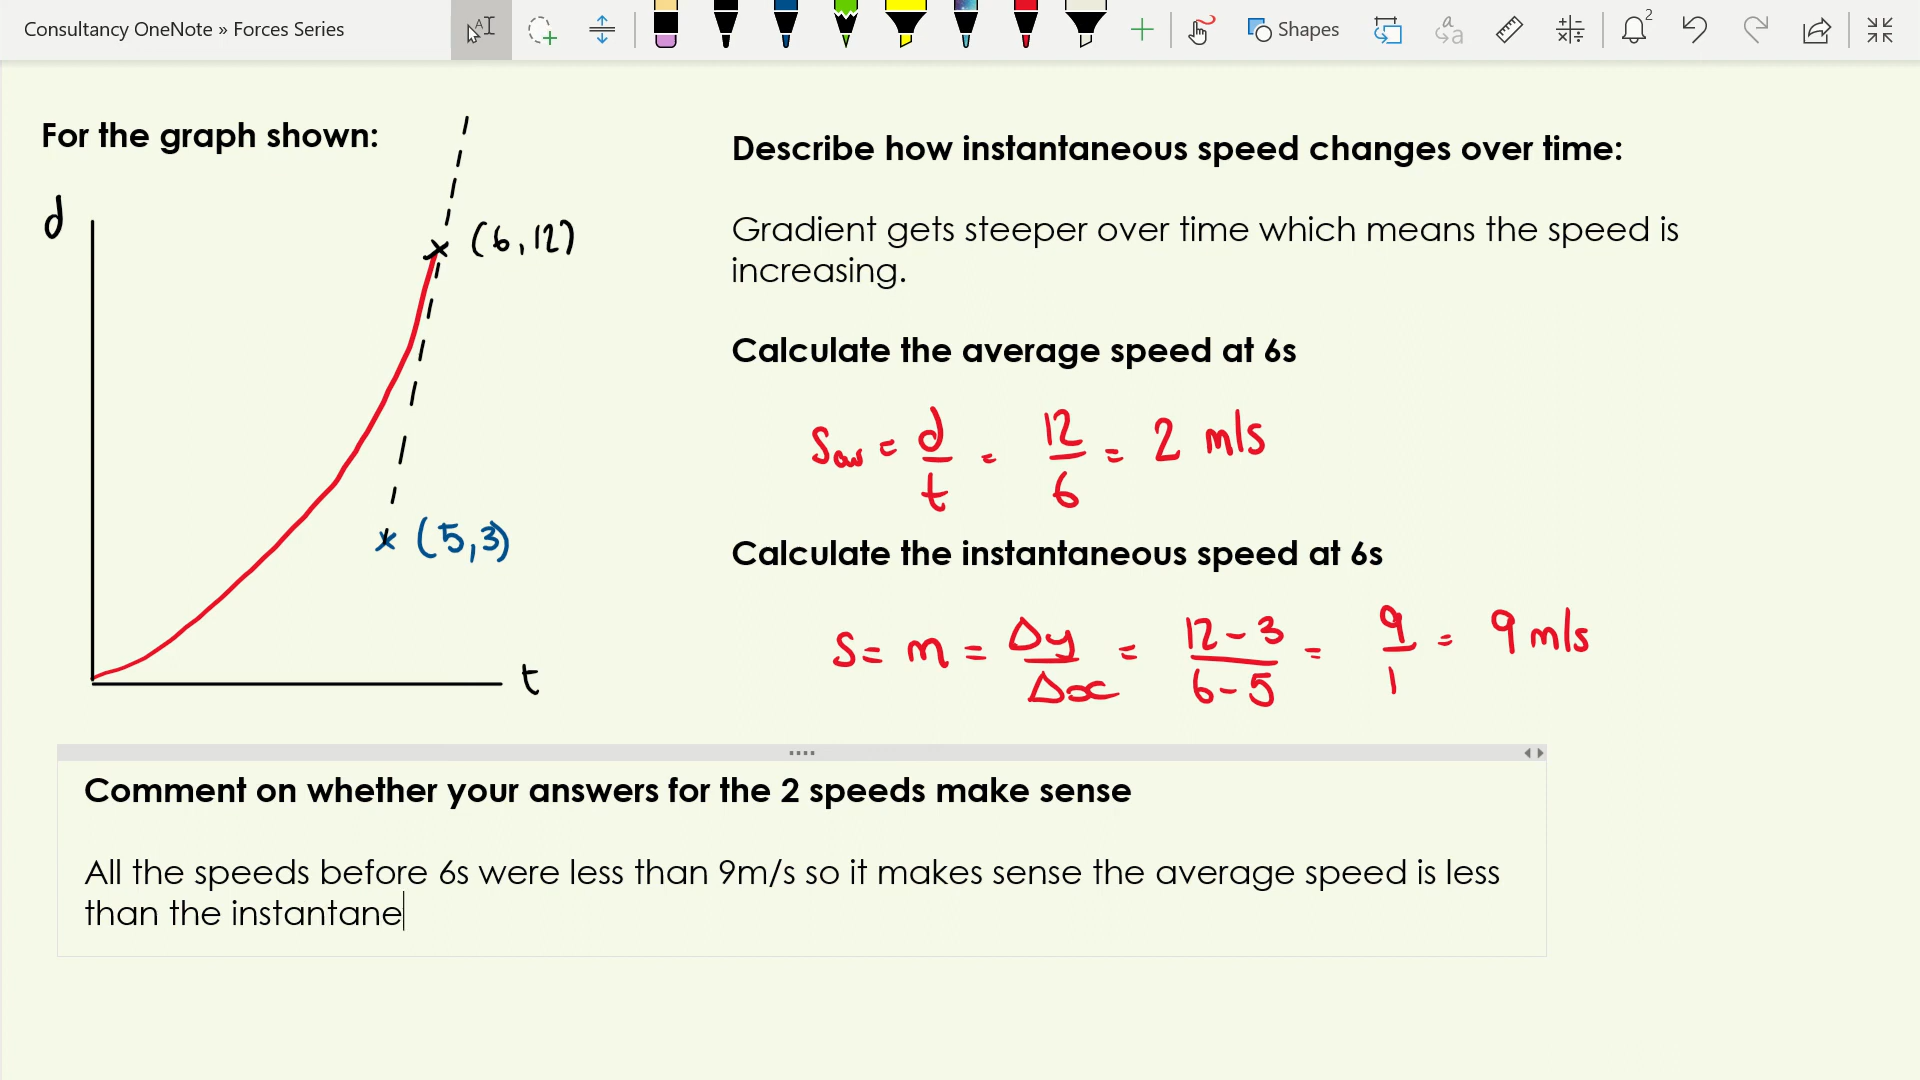 Consultancy OneNote » Forces Series
Shapes
2
For the graph shown:
d
(6,12)
(5,3)
t
Describe how instantaneous speed changes over time:
Gradient gets steeper over time which means the speed is
increasing.
Calculate the average speed at 6s
Sav = d/t = 12/6 = 2 m/s
Calculate the instantaneous speed at 6s
S = m = Δy/Δx = 12-3/6-5 = 9/1 = 9 m/s
Comment on whether your answers for the 2 speeds make sense
All the speeds before 6s were less than 9m/s so it makes sense the average speed is less
than the instantane